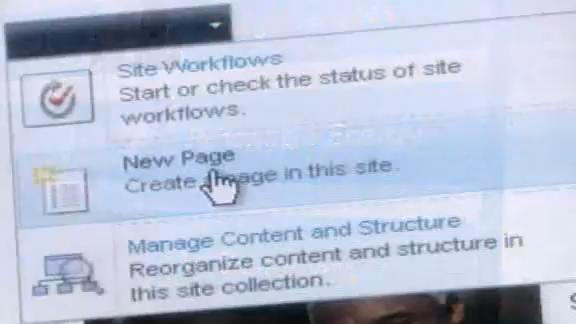 Site Workflows
Start or check the status of site
workflows.
New Page
Create in this site.
Manage Content and Structure
Reorganize content and structure in
this site collection.